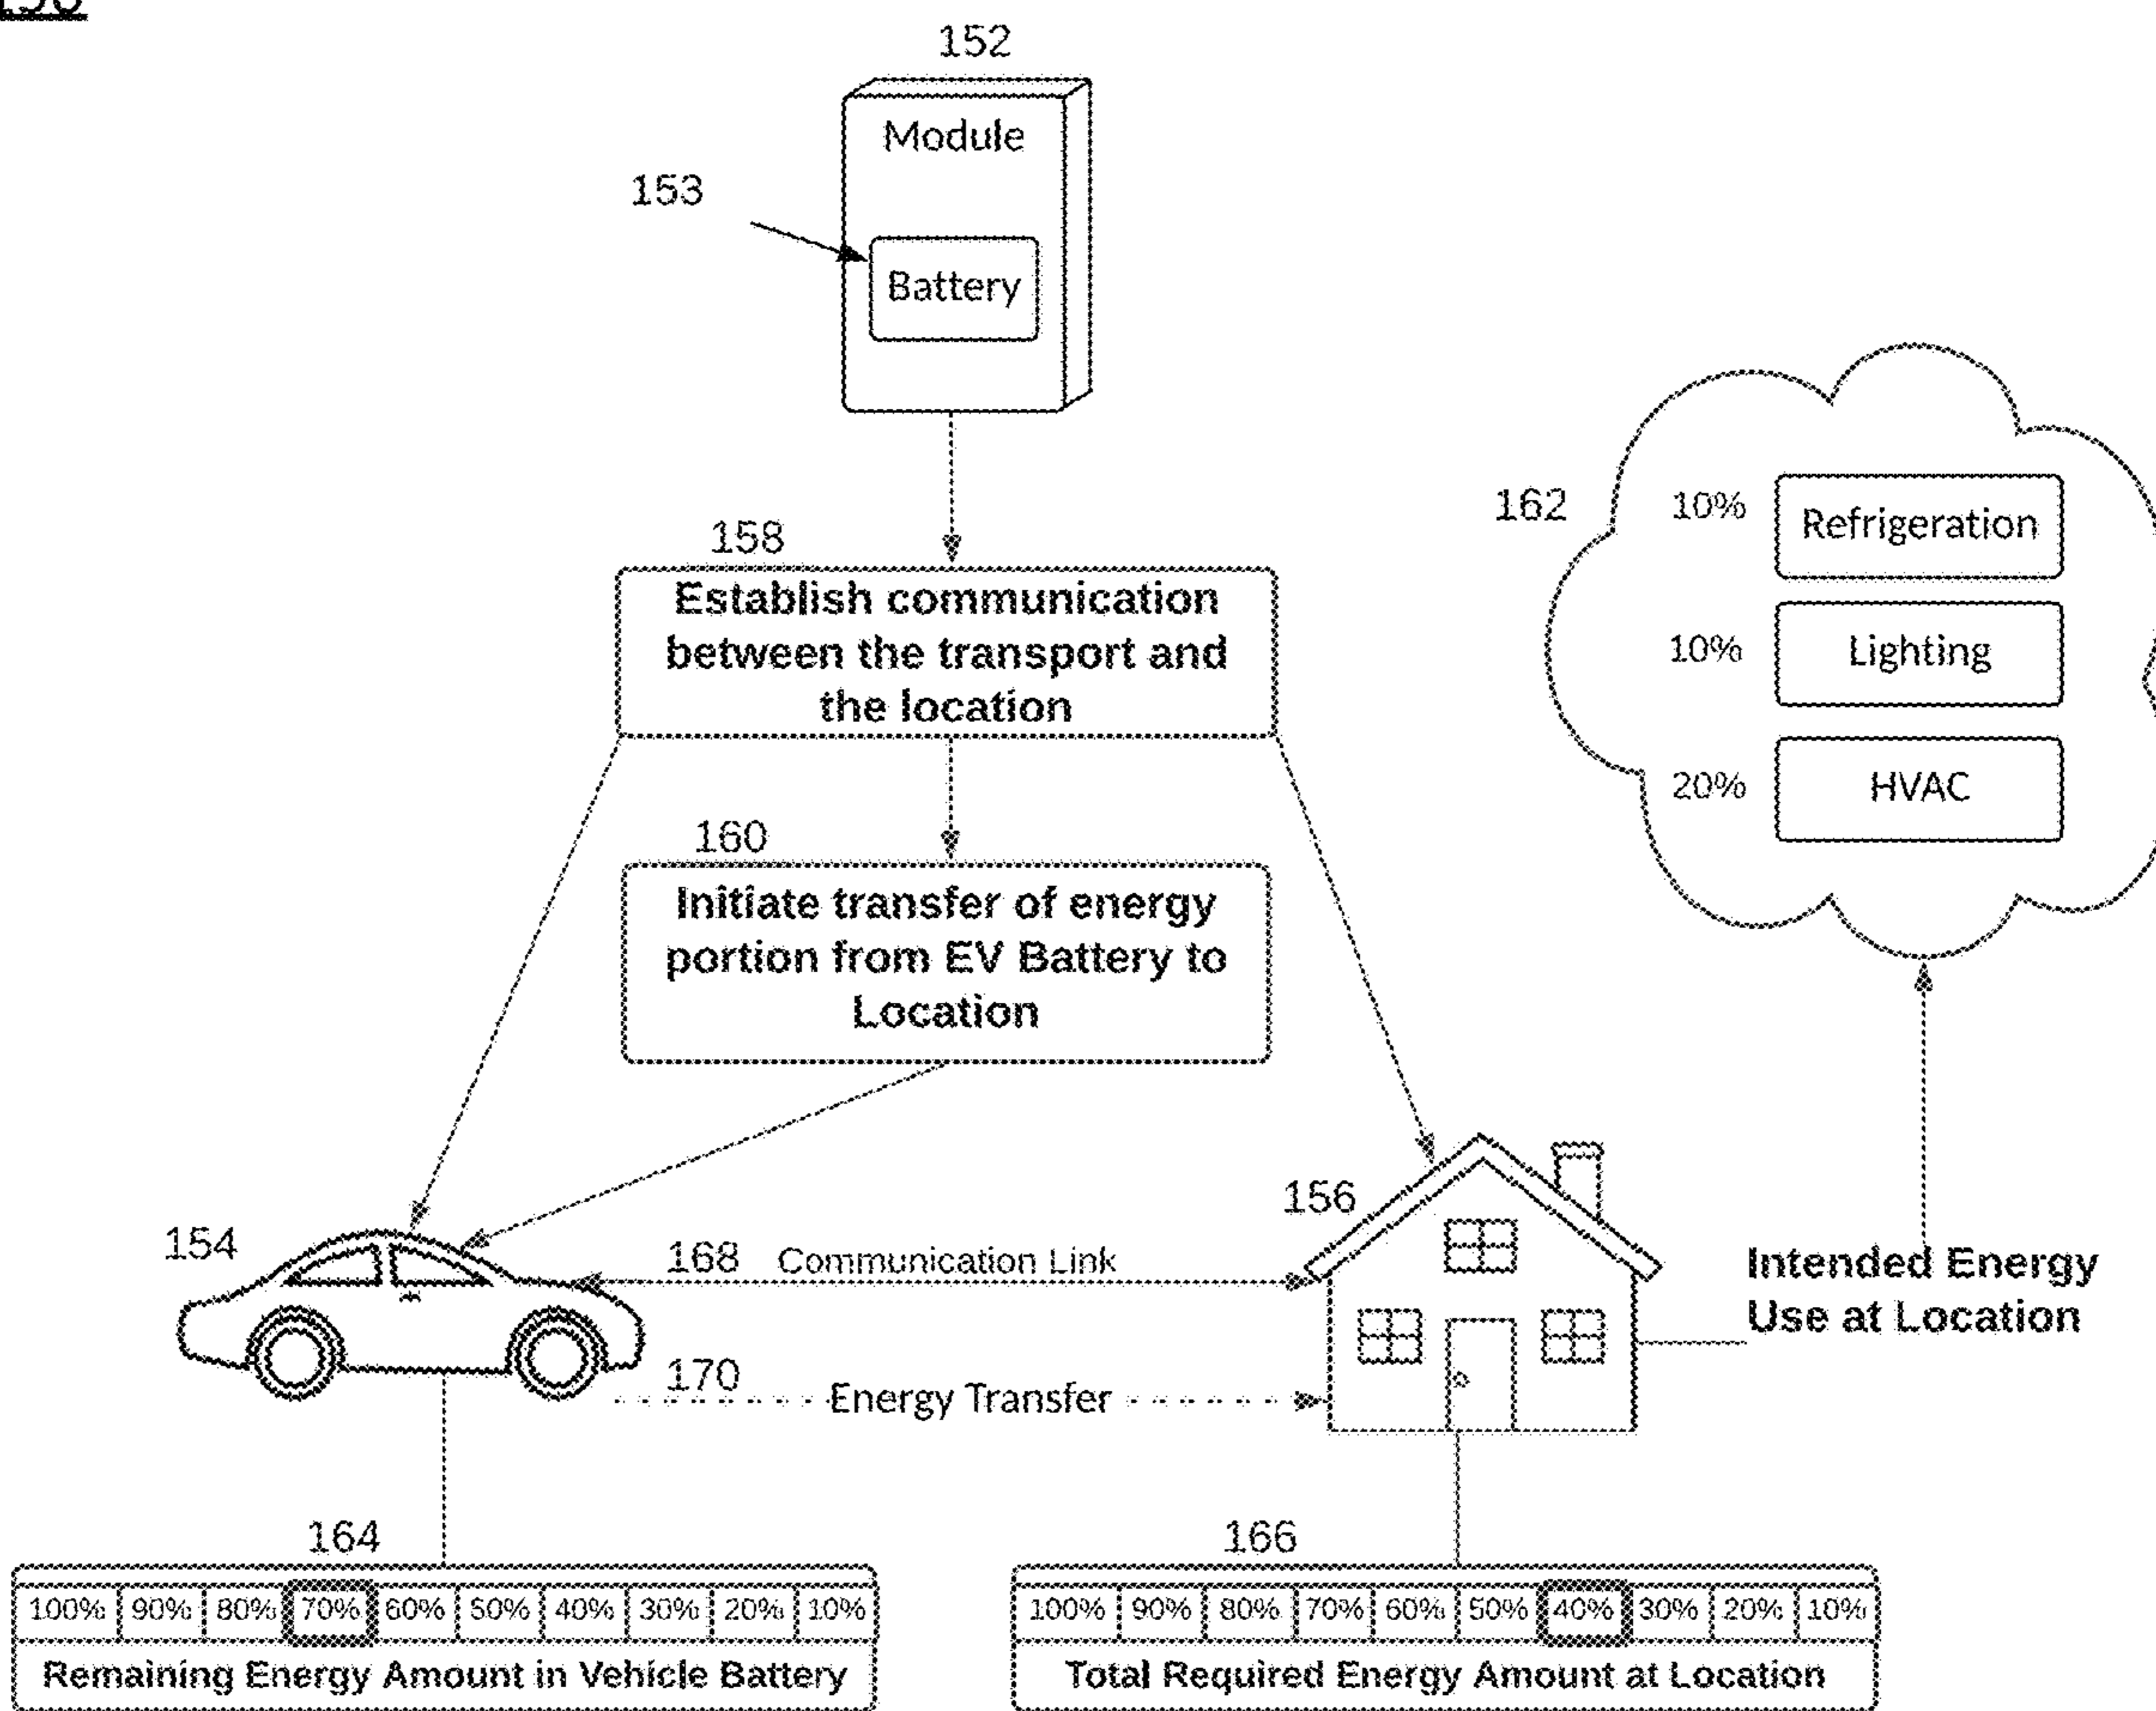 152
Module
153
Battery
158
Establish communication
between the transport and
the location
162
10%
Refrigeration
10%
Lighting
20%
HVAC
160
Initiate transfer of energy
portion from EV Battery to
Location
154
168 Communication Link
156
Intended Energy
Use at Location
170
Energy Transfer
164
100% 90% 80% 70% 60% 50% 40% 30% 20% 10%
Remaining Energy Amount in Vehicle Battery
166
100% 90% 80% 70% 60% 50% 40% 30% 20% 10%
Total Required Energy Amount at Location